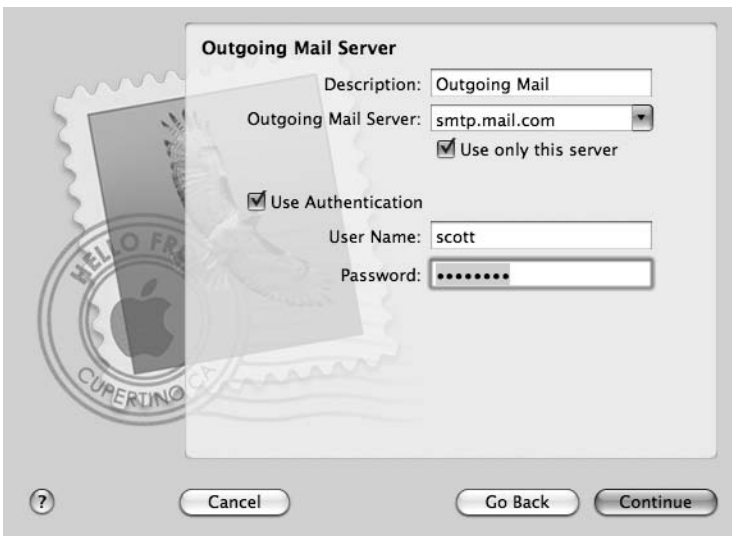 Outgoing Mail Server
Description: Outgoing Mail
Outgoing Mail Server: smtp.mail.com
Use only this server
Use Authentication
User Name: scott
Password: ••••••••
HELLO FR
CUPERTINO CA
?
Cancel
Go Back
Continue